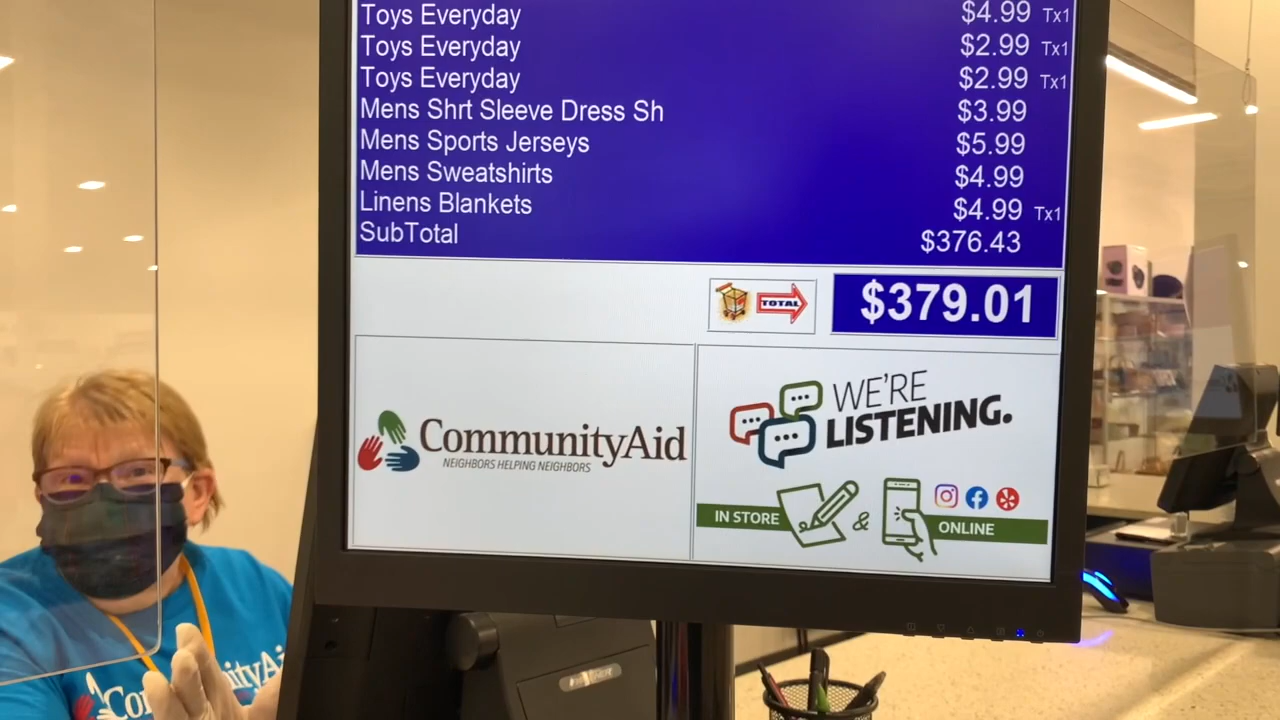 Toys Everyday $4.99 Tx1
Toys Everyday $2.99 Tx1
Toys Everyday $2.99 Tx1
Mens Shrt Sleeve Dress Sh $3.99
Mens Sports Jerseys $5.99
Mens Sweatshirts $4.99
Linens Blankets $4.99 Tx1
SubTotal $376.43
TOTAL $379.01
CommunityAid
NEIGHBORS HELPING NEIGHBORS
WE'RE
LISTENING.
IN STORE & ONLINE